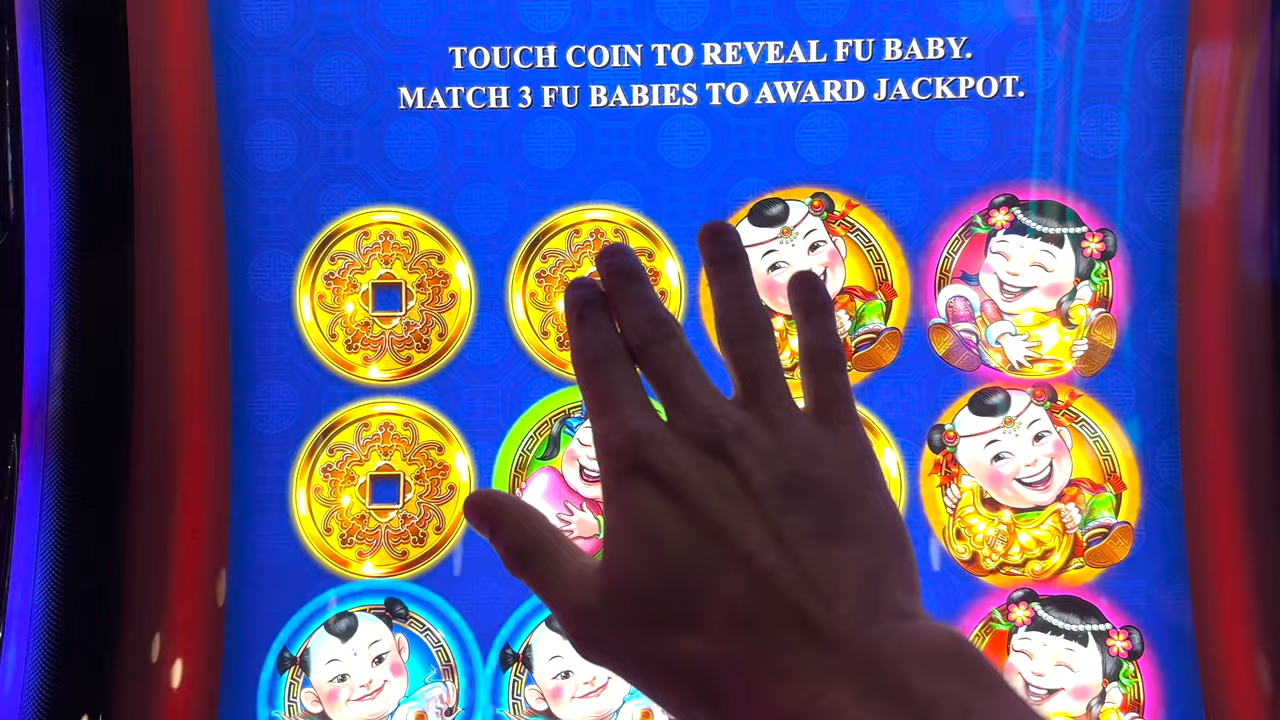 TOUCH COIN TO REVEAL FU BABY.
MATCH 3 FU BABIES TO AWARD JACKPOT.